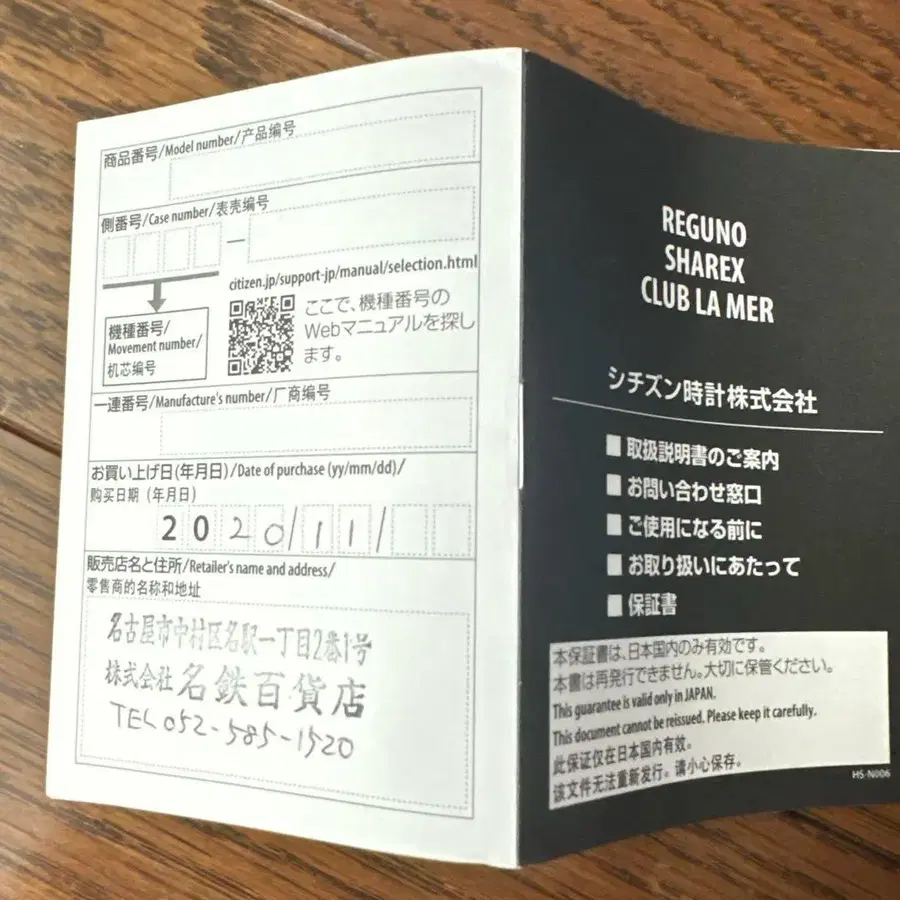 商品番号/Model number/产品编号
側番号/Case number/表壳编号
—
citizen.jp/support-jp/manual/selection.html
機種番号/
Movement number/
机芯编号
ここで、機種番号の
Webマニュアルを探し
ます。
一連番号/Manufacture's number/厂商编号
お買い上げ日(年月日)/Date of purchase (yy/mm/dd)/
购买日期（年月日）
2020/11/
販売店名と住所/Retailer's name and address/
零售商的名称和地址
名古屋市中村区名駅一丁目2番1号
株式会社名鉄百貨店
TEL 052-585-1520
REGUNO
SHAREX
CLUB LA MER
シチズン時計株式会社
■ 取扱説明書のご案内
■ お問い合わせ窓口
■ ご使用になる前に
■ お取り扱いにあたって
■ 保証書
本保証書は、日本国内のみ有効です。
本書は再発行できません。大切に保管ください。
This guarantee is valid only in JAPAN.
This document cannot be reissued. Please keep it carefully.
此保证仅在日本国内有效。
该文件无法重新发行。请小心保存。
HS-N006